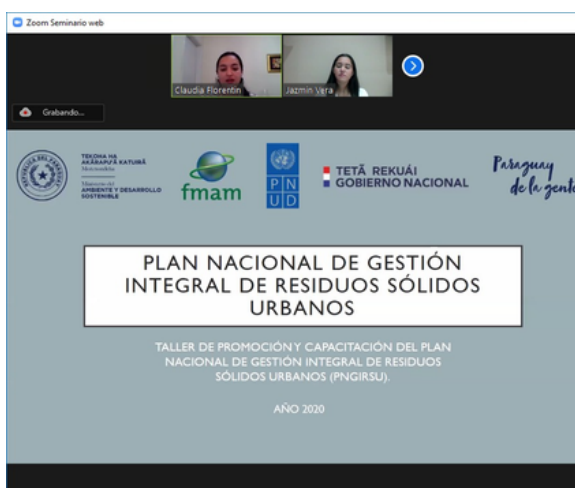 Zoom Seminario web
Claudia Florentin
Jazmin Vera
Grabando...
TEKOHA HA
AKÃRAPU'Ã KATUIRÃ
Motenondeha
Ministerio del
AMBIENTE Y DESARROLLO
SOSTENIBLE
fmam
P N
U D
TETÃ REKUÁI
GOBIERNO NACIONAL
Paraguay
de la gente
PLAN NACIONAL DE GESTIÓN
INTEGRAL DE RESIDUOS SÓLIDOS
URBANOS
TALLER DE PROMOCIÓN Y CAPACITACIÓN DEL PLAN
NACIONAL DE GESTIÓN INTEGRAL DE RESIDUOS
SÓLIDOS URBANOS (PNGIRSU).
AÑO 2020